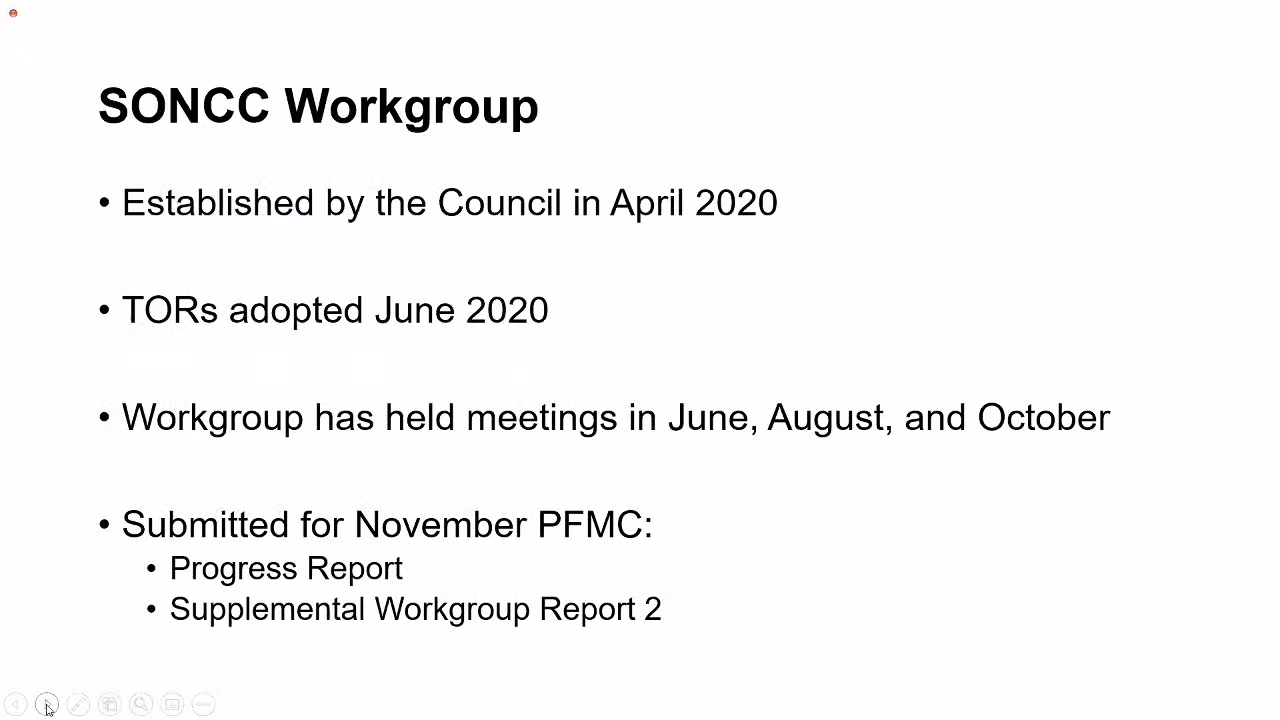 SONCC Workgroup
• Established by the Council in April 2020
• TORs adopted June 2020
• Workgroup has held meetings in June, August, and October
• Submitted for November PFMC:
• Progress Report
• Supplemental Workgroup Report 2